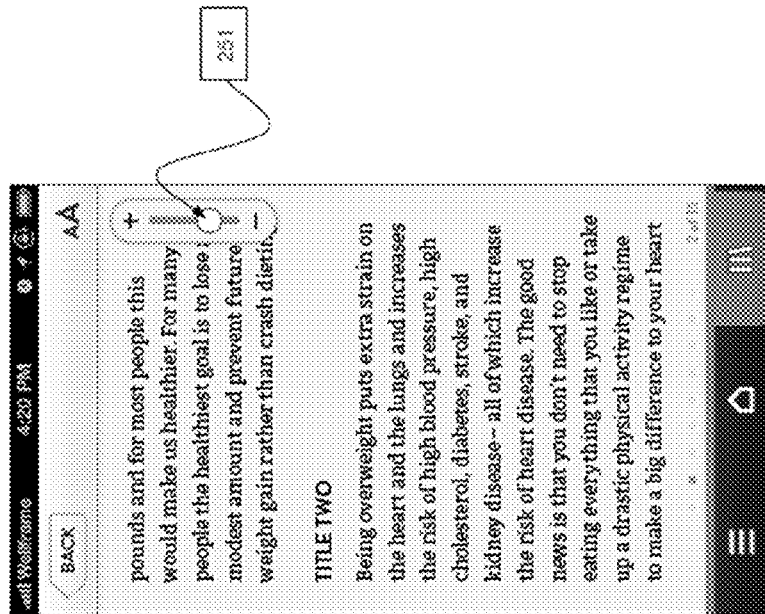 Wellframe 4:20 PM
BACK AA
pounds and for most people this
would make us healthier. For many
people the healthiest goal is to lose
modest amount and prevent future
weight gain rather than crash dietin
+
−
TITLE TWO
Being overweight puts extra strain on
the heart and the lungs and increases
the risk of high blood pressure, high
cholesterol, diabetes, stroke, and
kidney disease-- all of which increase
the risk of heart disease. The good
news is that you don't need to stop
eating everything that you like or take
up a drastic physical activity regime
to make a big difference to your heart
251